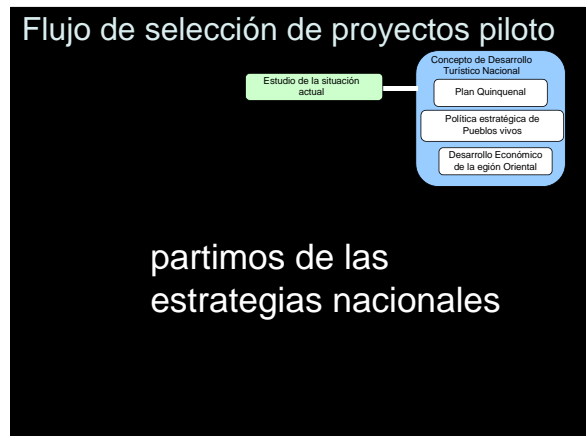 Flujo de selección de proyectos piloto
Concepto de Desarrollo
Turístico Nacional
Estudio de la situación
actual
Plan Quinquenal
Política estratégica de
Pueblos vivos
Desarrollo Económico
de la egión Oriental
partimos de las
estrategias nacionales